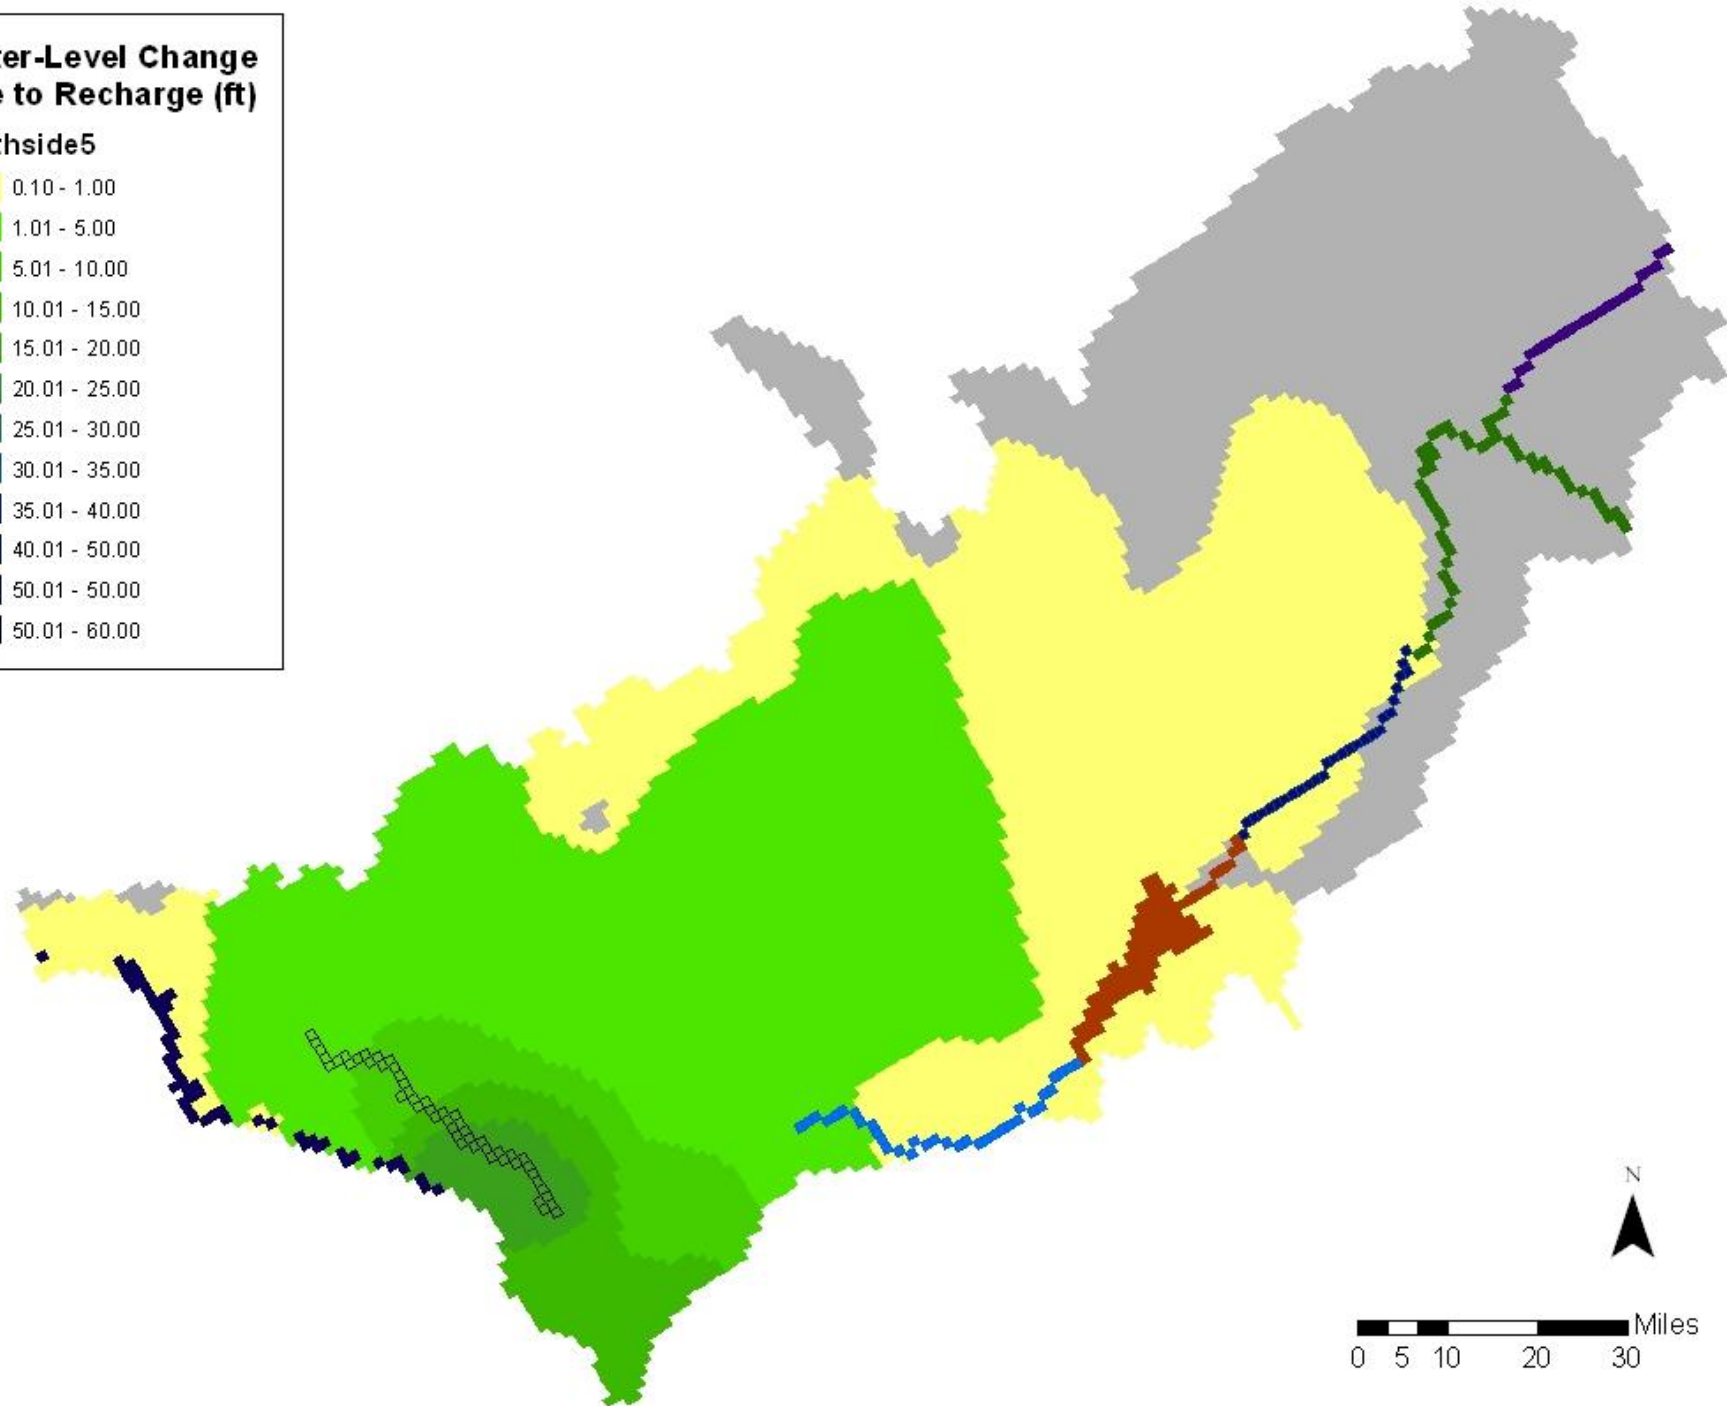 ter-Level Change
e to Recharge (ft)
thside5
0.10 - 1.00
1.01 - 5.00
5.01 - 10.00
10.01 - 15.00
15.01 - 20.00
20.01 - 25.00
25.01 - 30.00
30.01 - 35.00
35.01 - 40.00
40.01 - 50.00
50.01 - 50.00
50.01 - 60.00
N
Miles
0 5 10 20 30